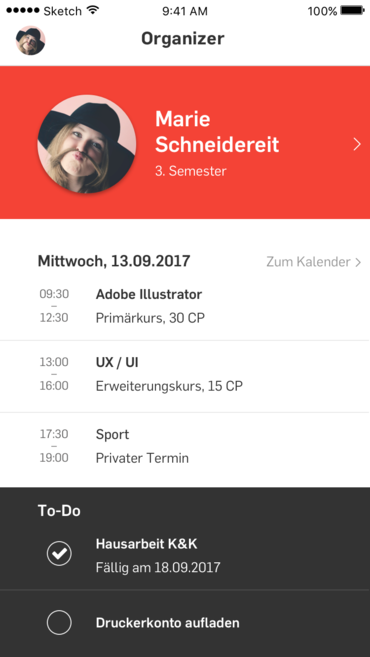 Sketch 9:41 AM 100%
Organizer
Marie
Schneidereit
3. Semester
Mittwoch, 13.09.2017 Zum Kalender
09:30 Adobe Illustrator
–
12:30 Primärkurs, 30 CP
13:00 UX / UI
–
16:00 Erweiterungskurs, 15 CP
17:30 Sport
–
19:00 Privater Termin
To-Do
Hausarbeit K&K
Fällig am 18.09.2017
Druckerkonto aufladen